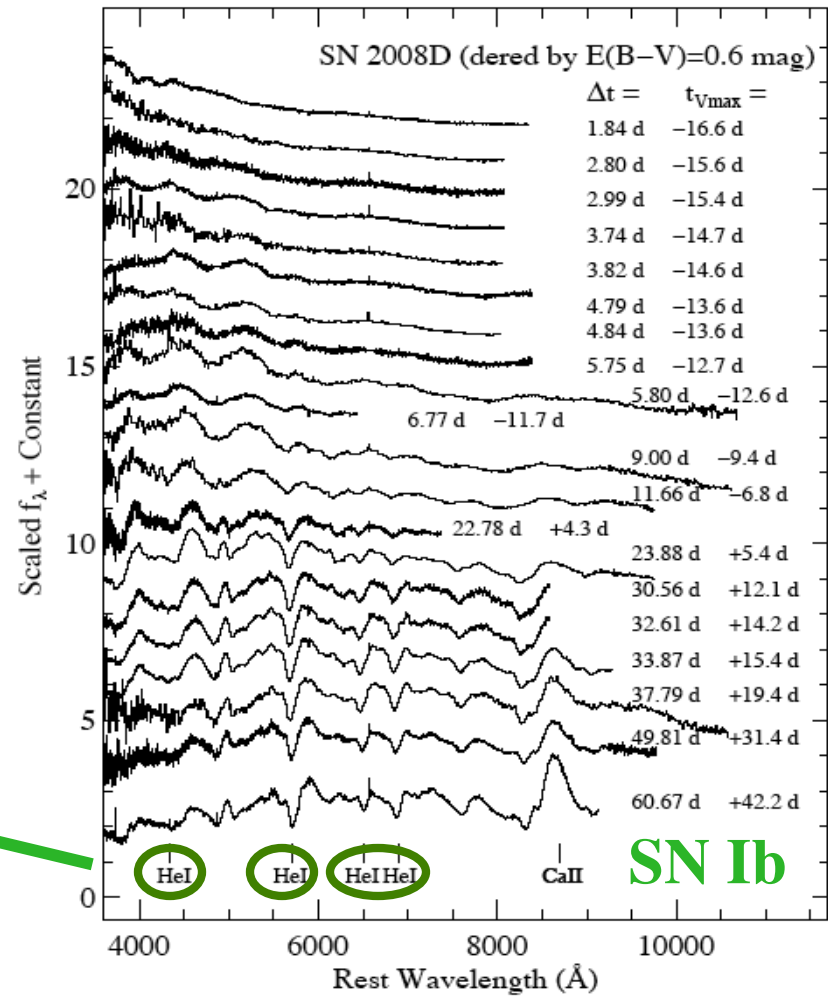 SN 2008D (dered by E(B−V)=0.6 mag)
Δt = t_Vmax =
1.84 d −16.6 d
2.80 d −15.6 d
2.99 d −15.4 d
3.74 d −14.7 d
3.82 d −14.6 d
4.79 d −13.6 d
4.84 d −13.6 d
5.75 d −12.7 d
5.80 d −12.6 d
6.77 d −11.7 d
9.00 d −9.4 d
11.66 d −6.8 d
22.78 d +4.3 d
23.88 d +5.4 d
30.56 d +12.1 d
32.61 d +14.2 d
33.87 d +15.4 d
37.79 d +19.4 d
49.81 d +31.4 d
60.67 d +42.2 d
HeI HeI HeI HeI CaII
SN Ib
20
15
10
5
0
Scaled f_λ + Constant
4000 6000 8000 10000
Rest Wavelength (Å)